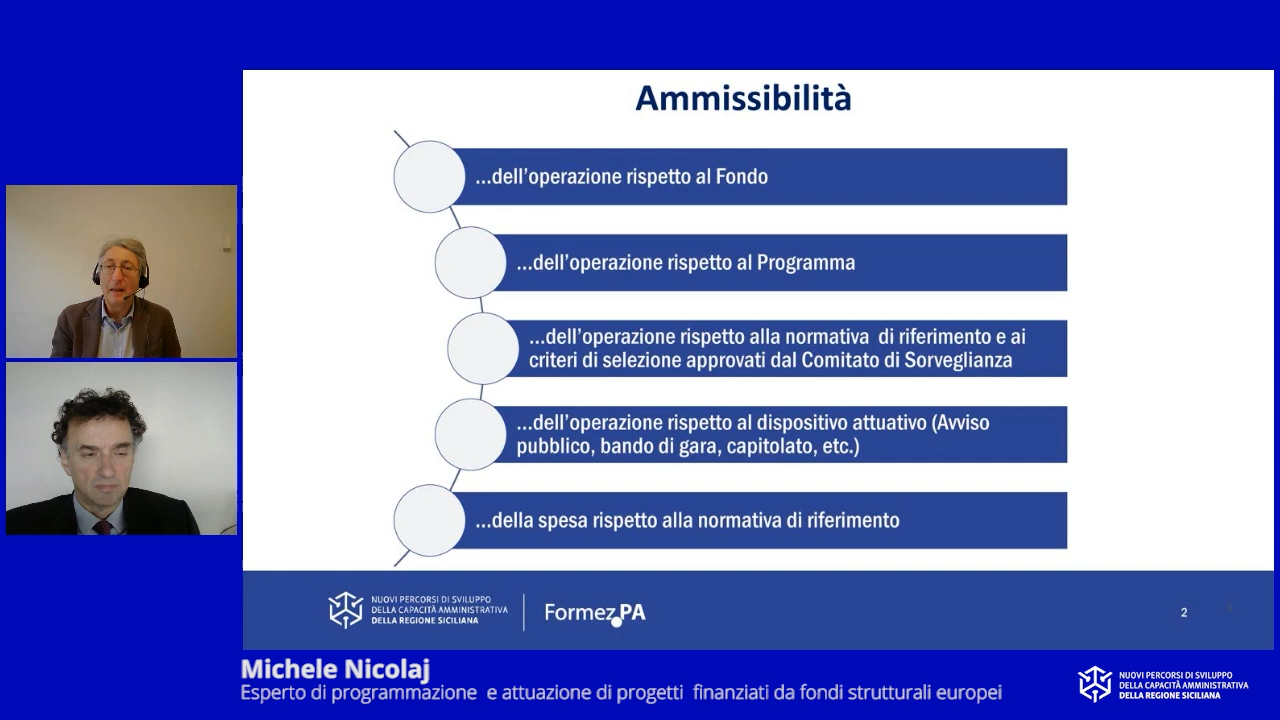 Ammissibilità
...dell'operazione rispetto al Fondo
...dell'operazione rispetto al Programma
...dell'operazione rispetto alla normativa di riferimento e ai
criteri di selezione approvati dal Comitato di Sorveglianza
...dell'operazione rispetto al dispositivo attuativo (Avviso
pubblico, bando di gara, capitolato, etc.)
...della spesa rispetto alla normativa di riferimento
NUOVI PERCORSI DI SVILUPPO
DELLA CAPACITÀ AMMINISTRATIVA
DELLA REGIONE SICILIANA
Formez.PA
2
Michele Nicolaj
Esperto di programmazione e attuazione di progetti finanziati da fondi strutturali europei
NUOVI PERCORSI DI SVILUPPO
DELLA CAPACITÀ AMMINISTRATIVA
DELLA REGIONE SICILIANA